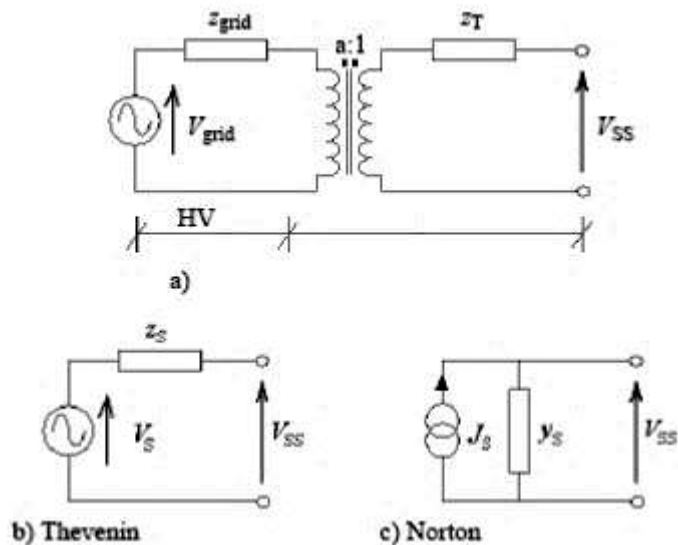 z_grid
a:1
z_T
V_grid
V_SS
HV
a)
z_S
V_S
V_SS
J_S
y_S
V_SS
b) Thevenin
c) Norton